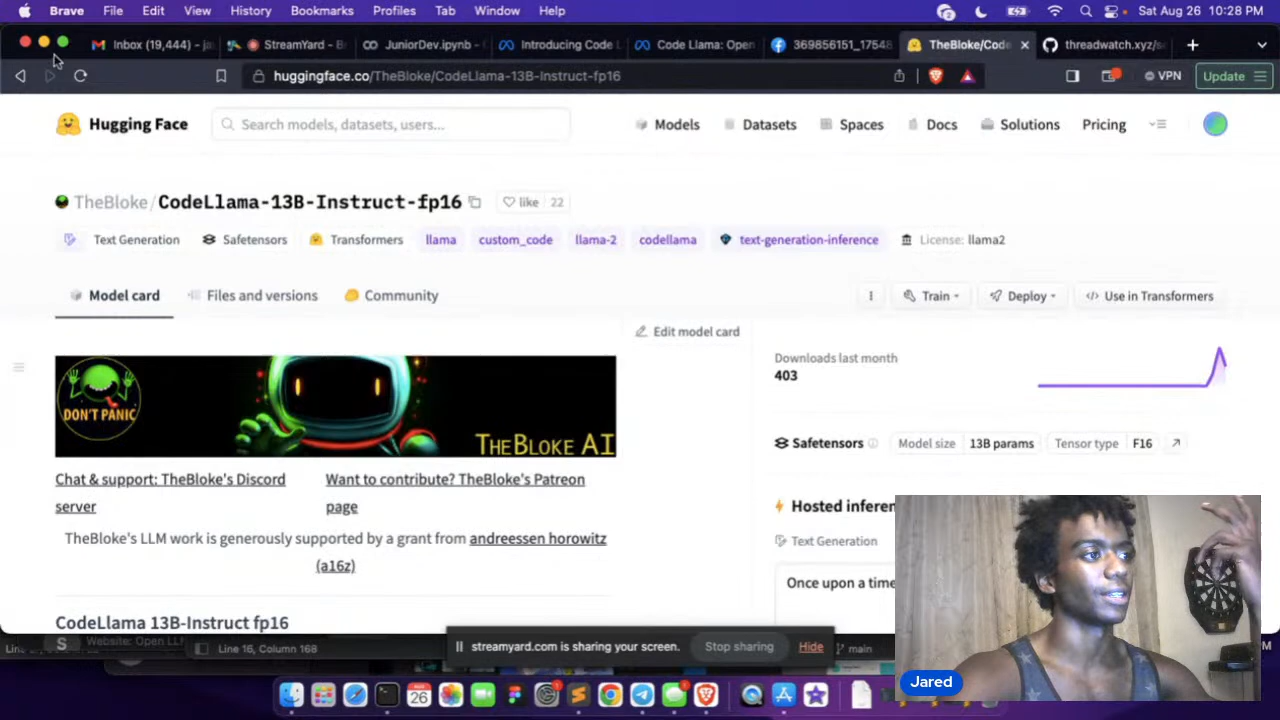 Brave File Edit View History Bookmarks Profiles Tab Window Help Sat Aug 26 10:28 PM
Inbox (19,444) - StreamYard - B JuniorDev.ipynb - Introducing Code L Code Llama: Open 369856151_17548 TheBloke/Code threadwatch.xyz/s
huggingface.co/TheBloke/CodeLlama-13B-Instruct-fp16 VPN Update
Hugging Face Search models, datasets, users... Models Datasets Spaces Docs Solutions Pricing
TheBloke/CodeLlama-13B-Instruct-fp16 like 22
Text Generation Safetensors Transformers llama custom_code llama-2 codellama text-generation-inference License: llama2
Model card Files and versions Community Train Deploy Use in Transformers
Edit model card
Downloads last month
403
DON'T PANIC
THEBLOKE AI
Safetensors Model size 13B params Tensor type F16
Chat & support: TheBloke's Discord server
Want to contribute? TheBloke's Patreon page
Hosted inferen
Text Generation
TheBloke's LLM work is generously supported by a grant from andreessen horowitz
(a16z)
Once upon a time
CodeLlama 13B-Instruct fp16
S Website: Open LL
Line 16, Column 168
streamyard.com is sharing your screen. Stop sharing Hide
main
26
Jared